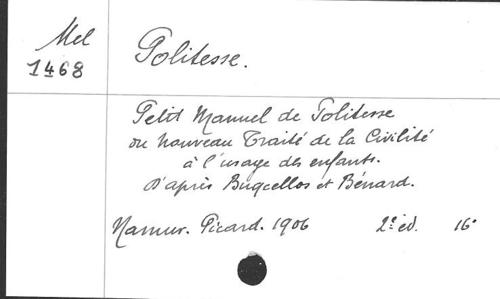 Mel
1468
Politesse.
Petit Manuel de Politesse
ou Nouveau Traité de la Civilité
à l'usage des enfants.
D'après et Bénard.
Namur. Picard. 1906 2e éd. 16°